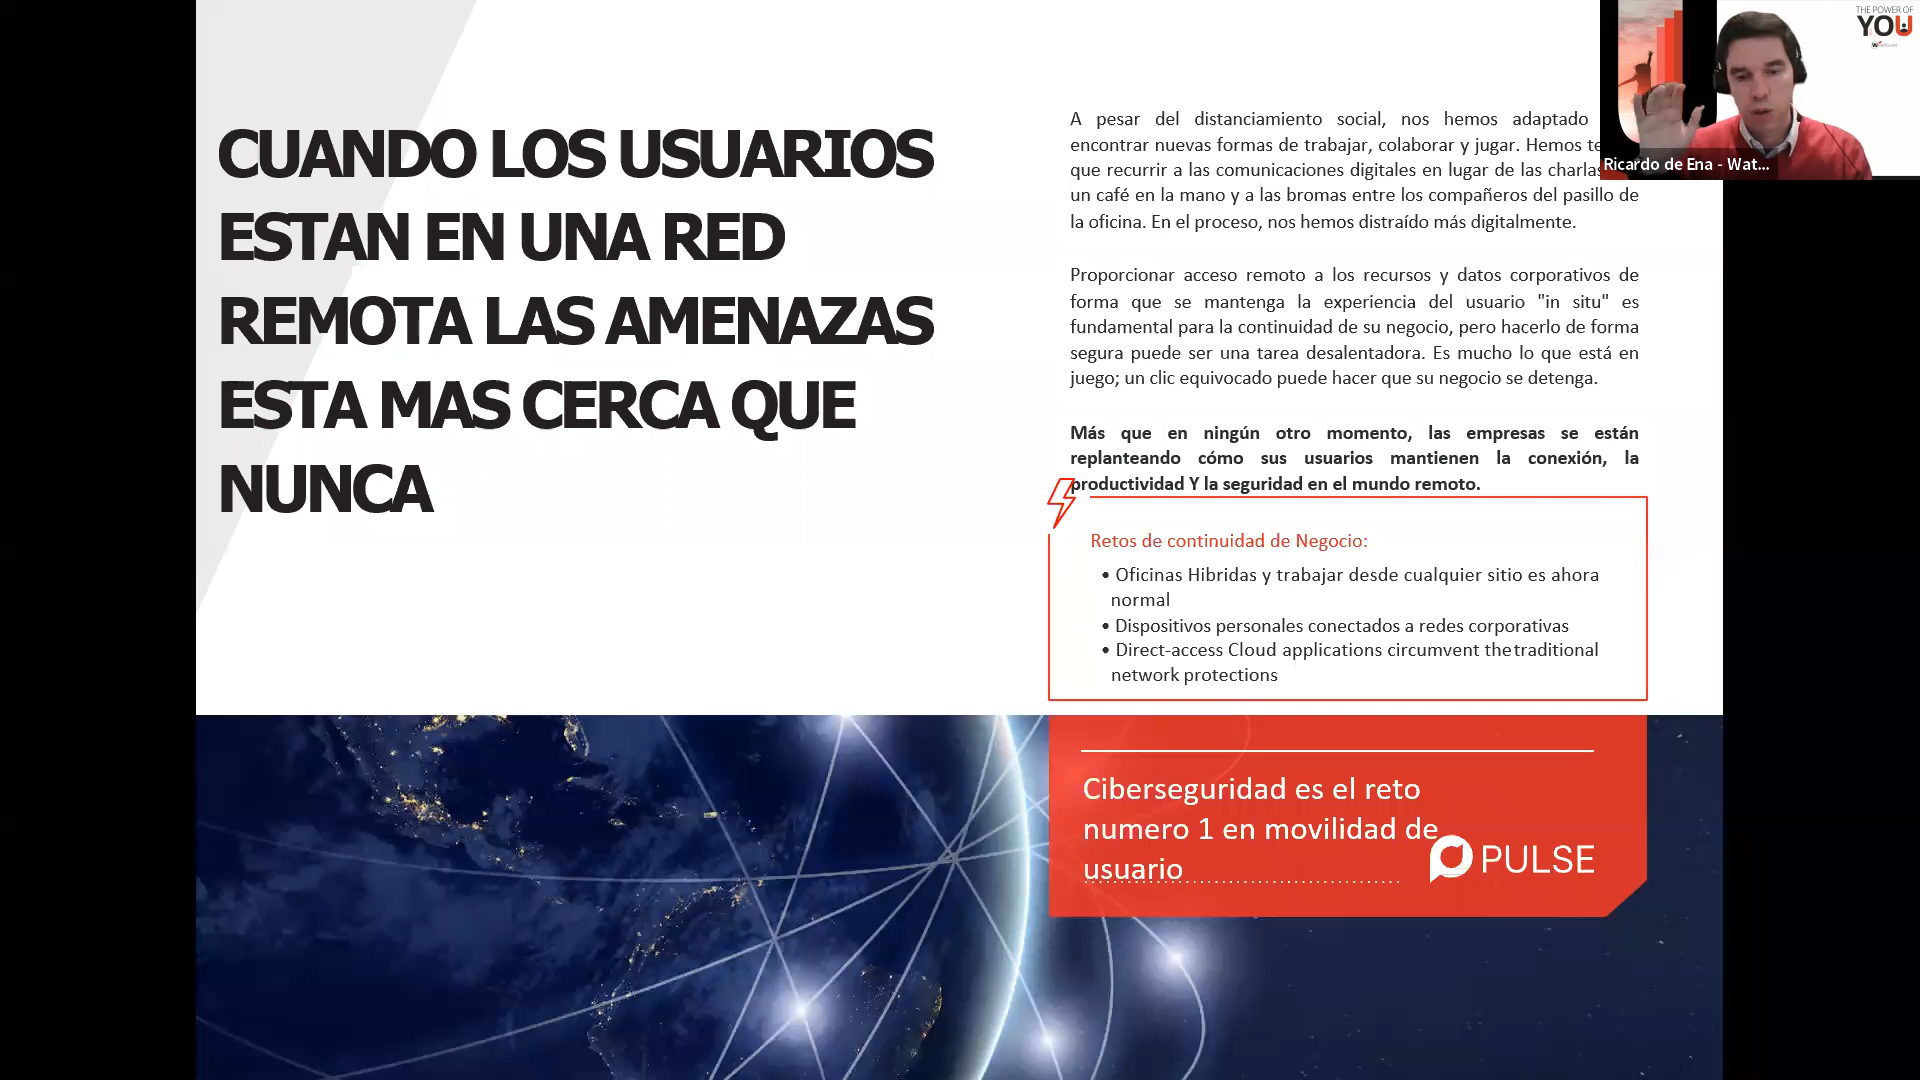 CUANDO LOS USUARIOS
ESTAN EN UNA RED
REMOTA LAS AMENAZAS
ESTA MAS CERCA QUE
NUNCA
A pesar del distanciamiento social, nos hemos adaptado
encontrar nuevas formas de trabajar, colaborar y jugar. Hemos
que recurrir a las comunicaciones digitales en lugar de las charlas
un café en la mano y a las bromas entre los compañeros del pasillo de
la oficina. En el proceso, nos hemos distraído más digitalmente.
Proporcionar acceso remoto a los recursos y datos corporativos de
forma que se mantenga la experiencia del usuario "in situ" es
fundamental para la continuidad de su negocio, pero hacerlo de forma
segura puede ser una tarea desalentadora. Es mucho lo que está en
juego; un clic equivocado puede hacer que su negocio se detenga.
Más que en ningún otro momento, las empresas se están
replanteando cómo sus usuarios mantienen la conexión, la
productividad Y la seguridad en el mundo remoto.
Retos de continuidad de Negocio:
• Oficinas Hibridas y trabajar desde cualquier sitio es ahora
normal
• Dispositivos personales conectados a redes corporativas
• Direct-access Cloud applications circumvent the traditional
network protections
Ciberseguridad es el reto
numero 1 en movilidad de
usuario
PULSE
THE POWER OF
YOU
Ricardo de Ena - Wat...